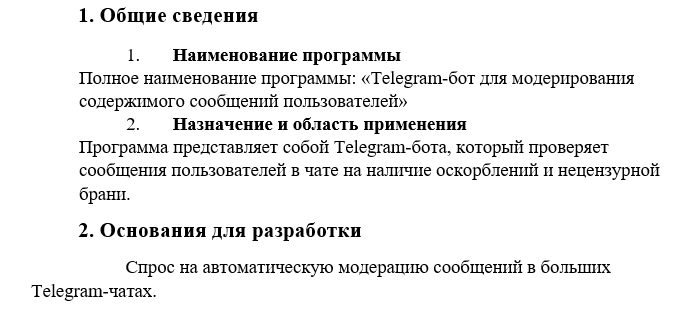 1. Общие сведения
1. Наименование программы
Полное наименование программы: «Telegram-бот для модерирования
содержимого сообщений пользователей»
2. Назначение и область применения
Программа представляет собой Telegram-бота, который проверяет
сообщения пользователей в чате на наличие оскорблений и нецензурной
брани.
2. Основания для разработки
Спрос на автоматическую модерацию сообщений в больших
Telegram-чатах.